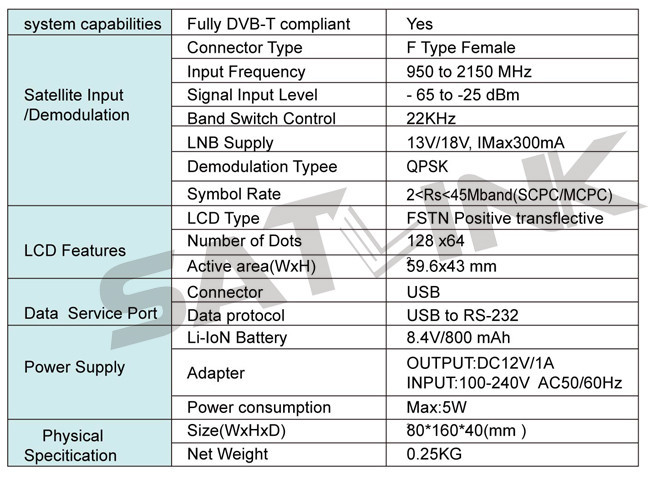 system capabilities Fully DVB-T compliant Yes
Satellite Input
/Demodulation
Connector Type F Type Female
Input Frequency 950 to 2150 MHz
Signal Input Level - 65 to -25 dBm
Band Switch Control 22KHz
LNB Supply 13V/18V, IMax300mA
Demodulation Typee QPSK
Symbol Rate 2<Rs<45Mband(SCPC/MCPC)
LCD Features
LCD Type FSTN Positive transflective
Number of Dots 128 x64
Active area(WxH) 59.6x43 mm
Data Service Port
Connector USB
Data protocol USB to RS-232
Power Supply
Li-IoN Battery 8.4V/800 mAh
Adapter
OUTPUT:DC12V/1A
INPUT:100-240V AC50/60Hz
Power consumption Max:5W
Physical
Specitication
Size(WxHxD) 80*160*40(mm )
Net Weight 0.25KG
SATLINK